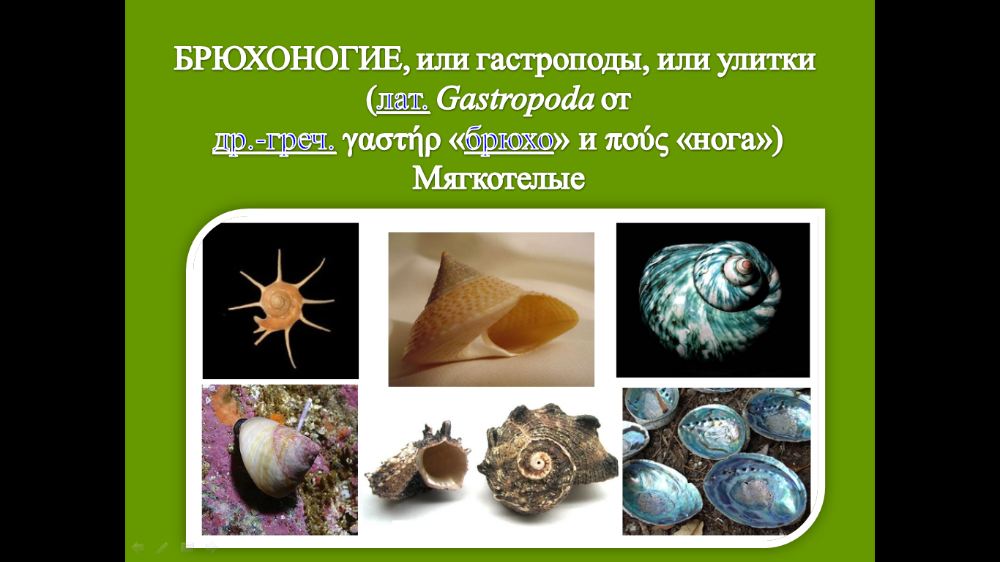 БРЮХОНОГИЕ, или гастроподы, или улитки
(лат. Gastropoda от
др.-греч. γαστήρ «брюхо» и πούς «нога»)
Мягкотелые